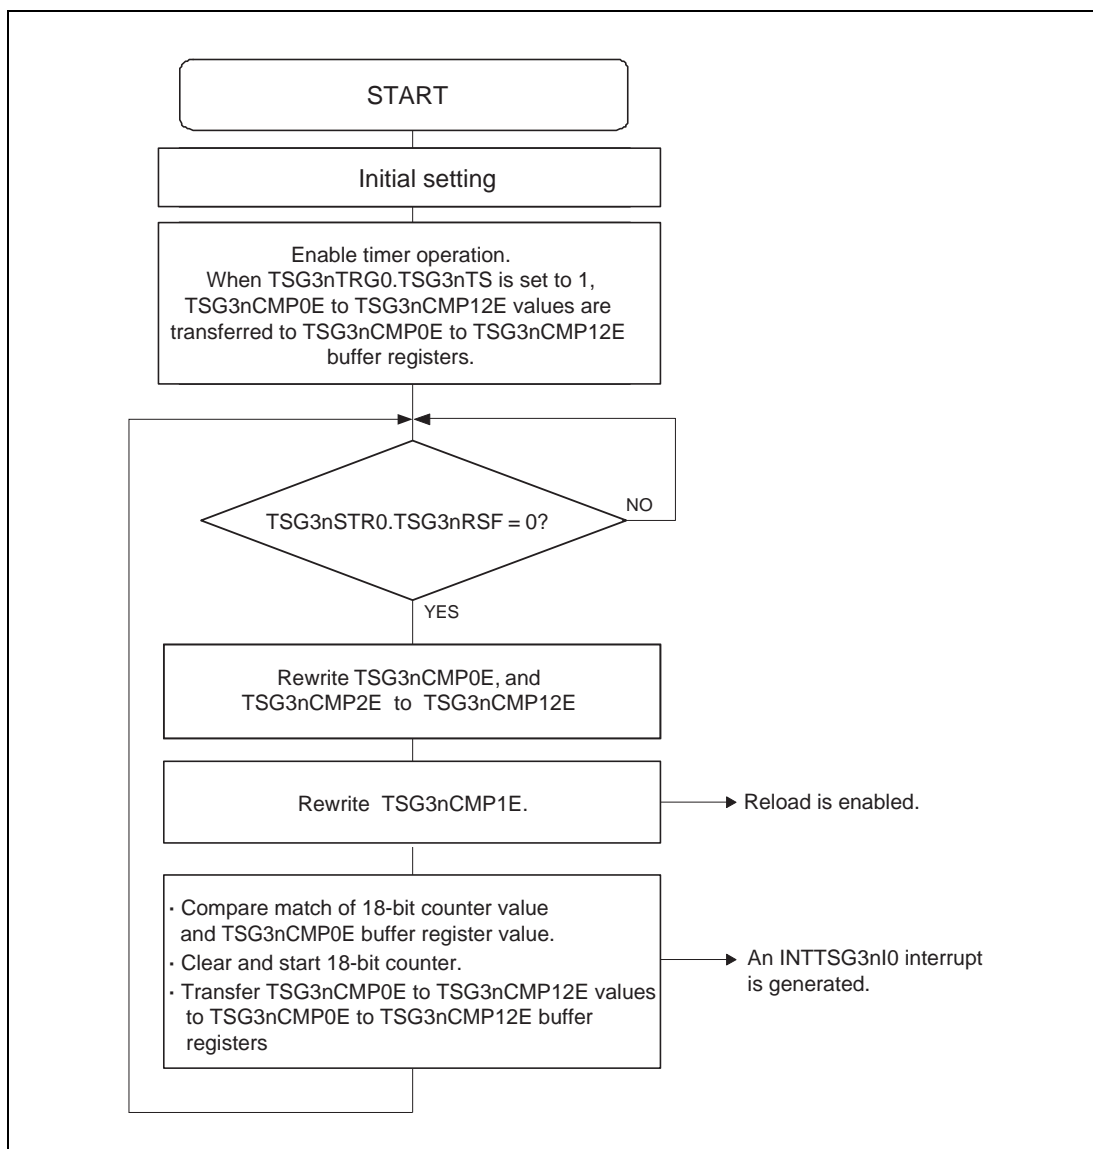 START
Initial setting
Enable timer operation.
When TSG3nTRG0.TSG3nTS is set to 1,
TSG3nCMP0E to TSG3nCMP12E values are
transferred to TSG3nCMP0E to TSG3nCMP12E
buffer registers.
TSG3nSTR0.TSG3nRSF = 0?
NO
YES
Rewrite TSG3nCMP0E, and
TSG3nCMP2E to TSG3nCMP12E
Rewrite TSG3nCMP1E.
Reload is enabled.
· Compare match of 18-bit counter value
and TSG3nCMP0E buffer register value.
· Clear and start 18-bit counter.
· Transfer TSG3nCMP0E to TSG3nCMP12E values
to TSG3nCMP0E to TSG3nCMP12E buffer
registers
An INTTSG3nI0 interrupt
is generated.